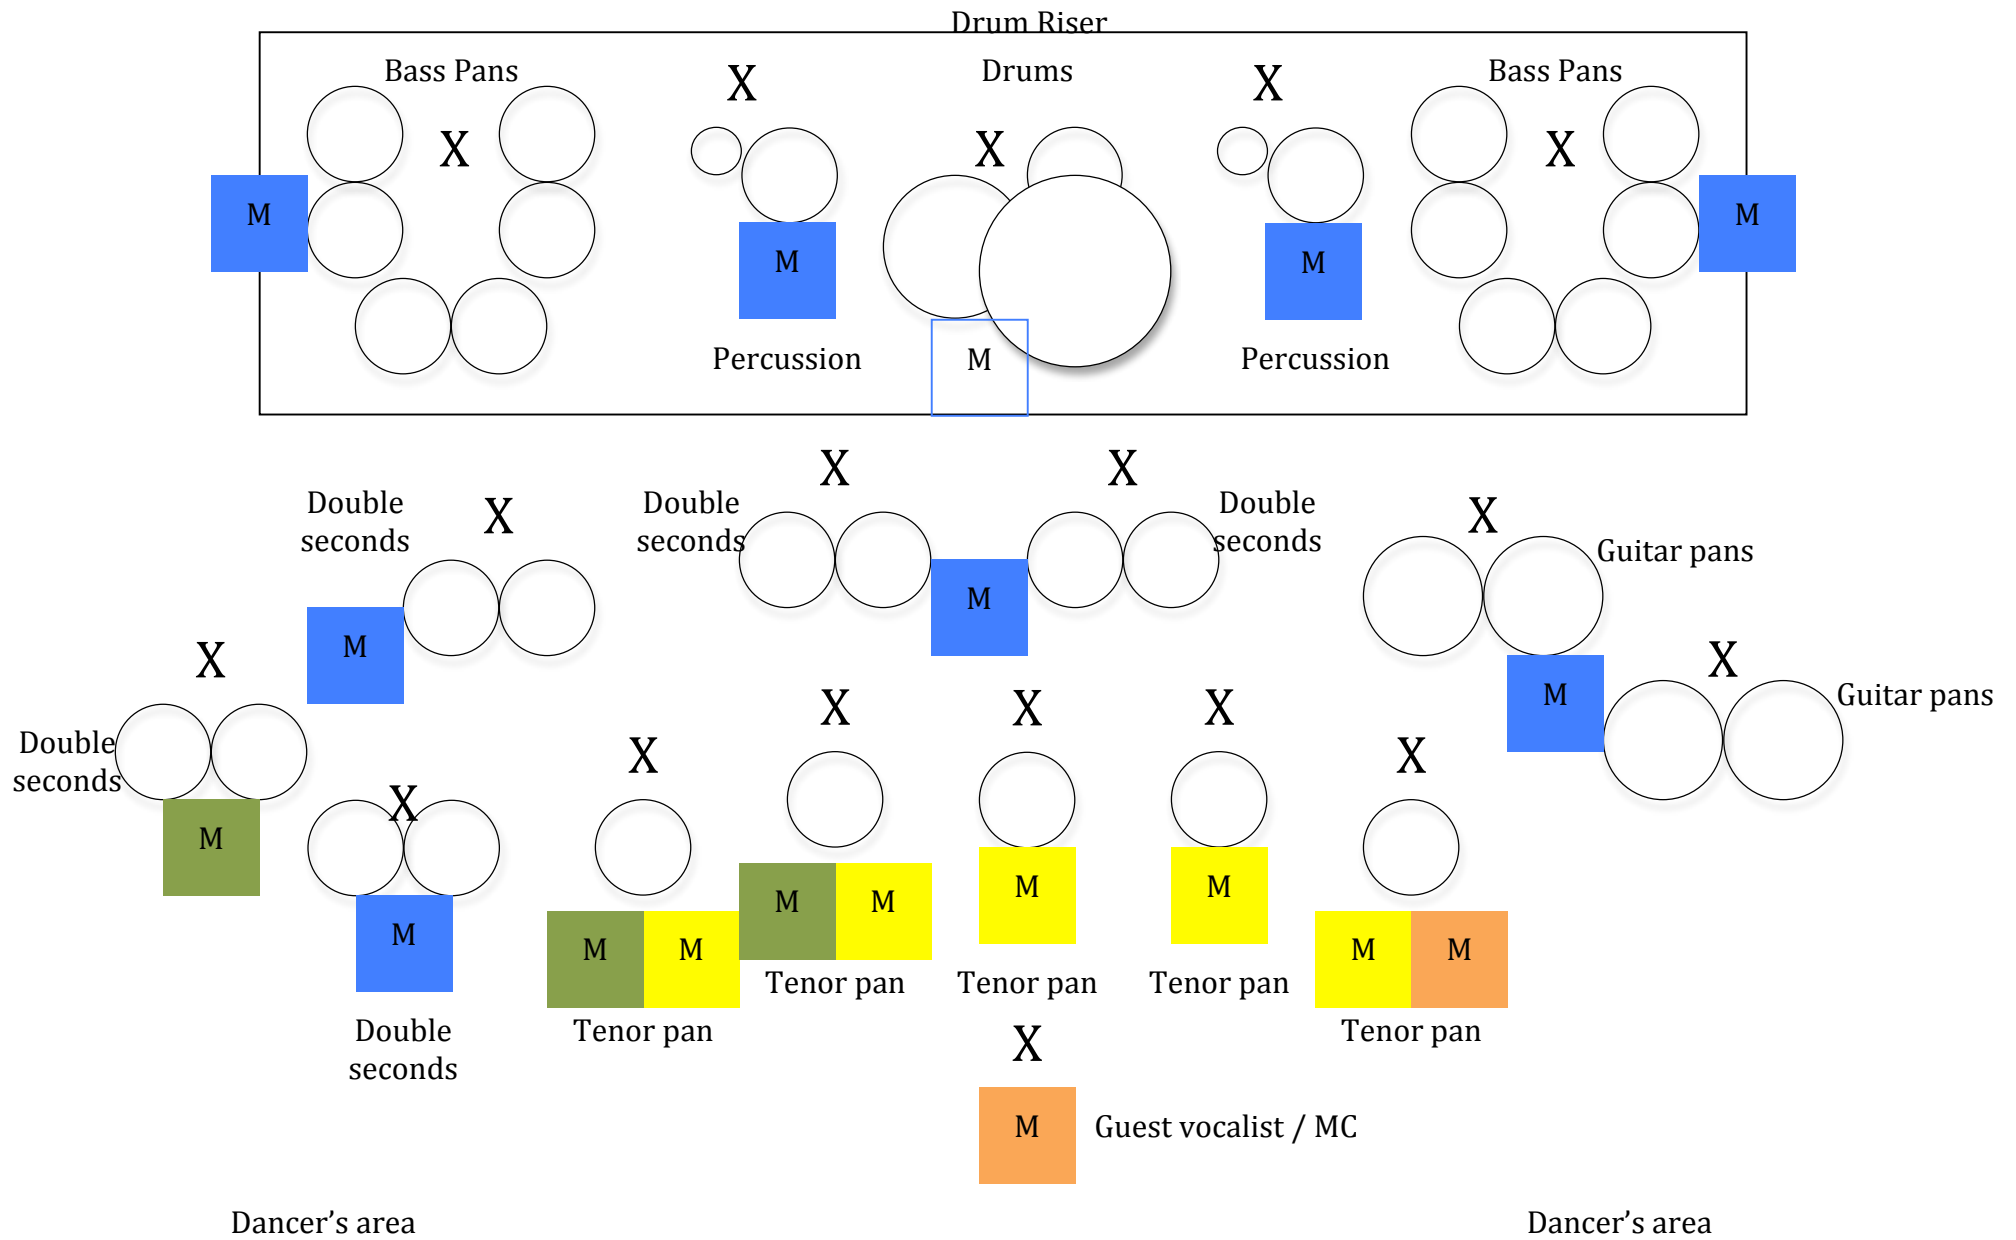 Drum Riser
Bass Pans
X
Drums
X
Bass Pans
X
X
X
M
M
M
M
M
Percussion
M
Percussion
X
X
Double
seconds
X
Double
seconds
Double
seconds
X
Guitar pans
M
M
X
X
M
Guitar pans
X
X
X
Double
seconds
X
X
X
M
M
M
M
M
M
M
M
M
M
M
Tenor pan
Tenor pan
Tenor pan
Double
seconds
Tenor pan
Tenor pan
X
M
Guest vocalist / MC
Dancer’s area
Dancer’s area